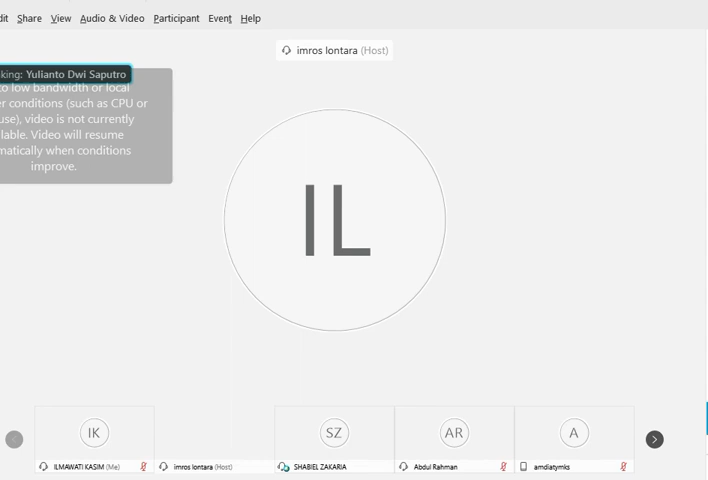 dit Share View Audio & Video Participant Event Help
imros lontara (Host)
king: Yulianto Dwi Saputro
to low bandwidth or local
er conditions (such as CPU or
use), video is not currently
lable. Video will resume
matically when conditions
improve.
IL
IK
SZ
AR
A
ILMAWATI KASIM (Me)
imros lontara (Host)
SHABIEL ZAKARIA
Abdul Rahman
amdiatymks